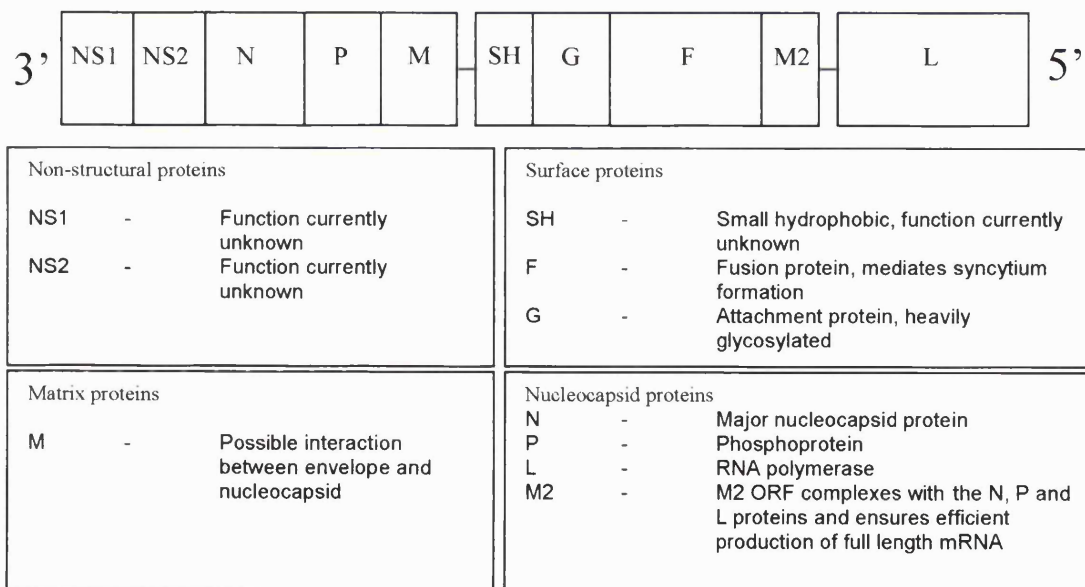 3’ NS1 NS2 N P M SH G F M2 L 5’
Non-structural proteins
NS1 - Function currently
unknown
NS2 - Function currently
unknown
Surface proteins
SH - Small hydrophobic, function currently
unknown
F - Fusion protein, mediates syncytium
formation
G - Attachment protein, heavily
glycosylated
Matrix proteins
M - Possible interaction
between envelope and
nucleocapsid
Nucleocapsid proteins
N - Major nucleocapsid protein
P - Phosphoprotein
L - RNA polymerase
M2 - M2 ORF complexes with the N, P and
L proteins and ensures efficient
production of full length mRNA